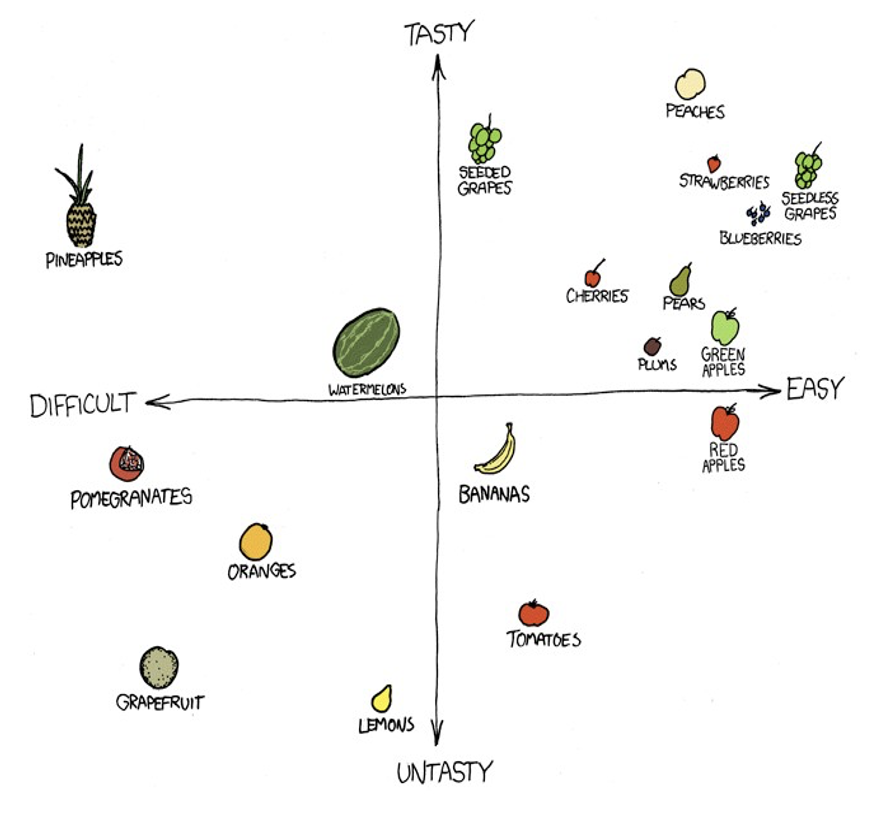 TASTY
PEACHES
SEEDED
GRAPES
STRAWBERRIES
SEEDLESS
GRAPES
BLUEBERRIES
PINEAPPLES
CHERRIES
PEARS
PLUMS
GREEN
APPLES
WATERMELONS
DIFFICULT
EASY
RED
APPLES
POMEGRANATES
BANANAS
ORANGES
TOMATOES
GRAPEFRUIT
LEMONS
UNTASTY